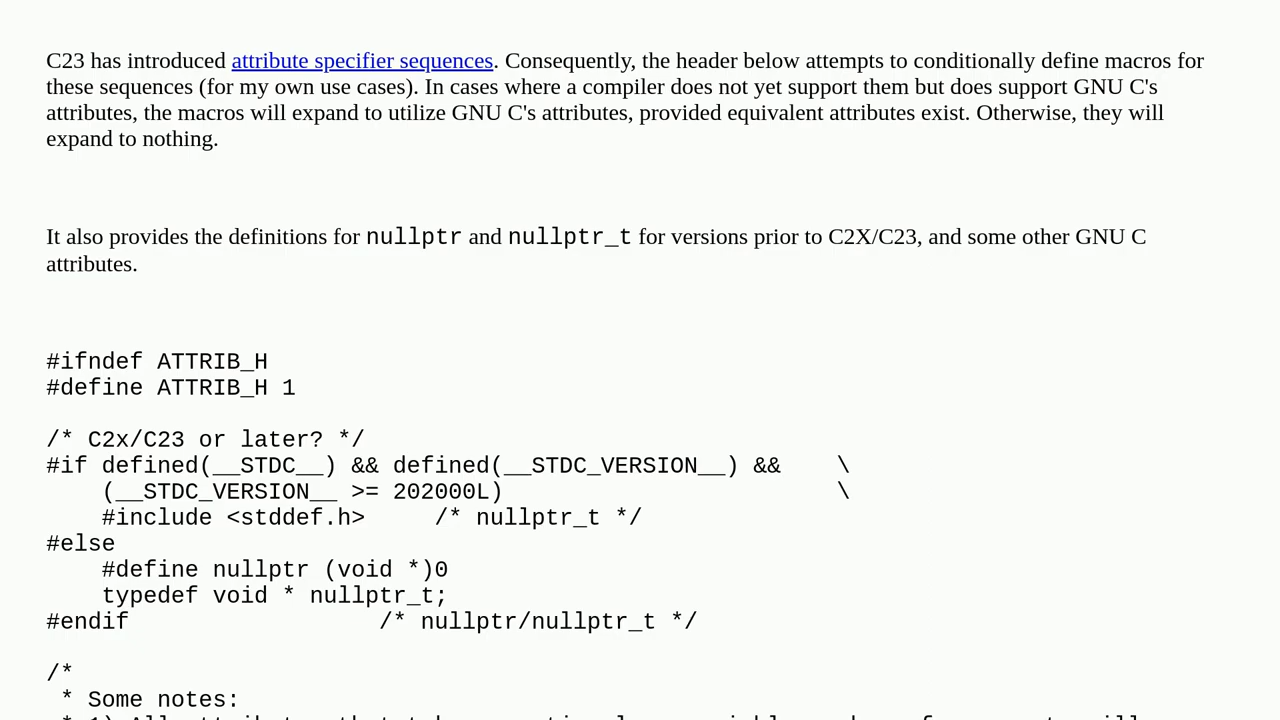 C23 has introduced attribute specifier sequences. Consequently, the header below attempts to conditionally define macros for
these sequences (for my own use cases). In cases where a compiler does not yet support them but does support GNU C's
attributes, the macros will expand to utilize GNU C's attributes, provided equivalent attributes exist. Otherwise, they will
expand to nothing.
It also provides the definitions for nullptr and nullptr_t for versions prior to C2X/C23, and some other GNU C
attributes.
#ifndef ATTRIB_H
#define ATTRIB_H 1
/* C2x/C23 or later? */
#if defined(__STDC__) && defined(__STDC_VERSION__) &&    \
    (__STDC_VERSION__ >= 202000L)                        \
    #include <stddef.h>     /* nullptr_t */
#else
    #define nullptr (void *)0
    typedef void * nullptr_t;
#endif                  /* nullptr/nullptr_t */
/*
 * Some notes: